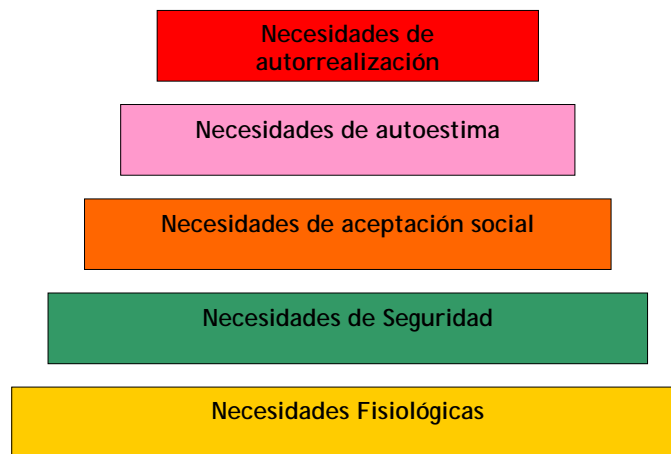 Necesidades de
autorrealización
Necesidades de autoestima
Necesidades de aceptación social
Necesidades de Seguridad
Necesidades Fisiológicas